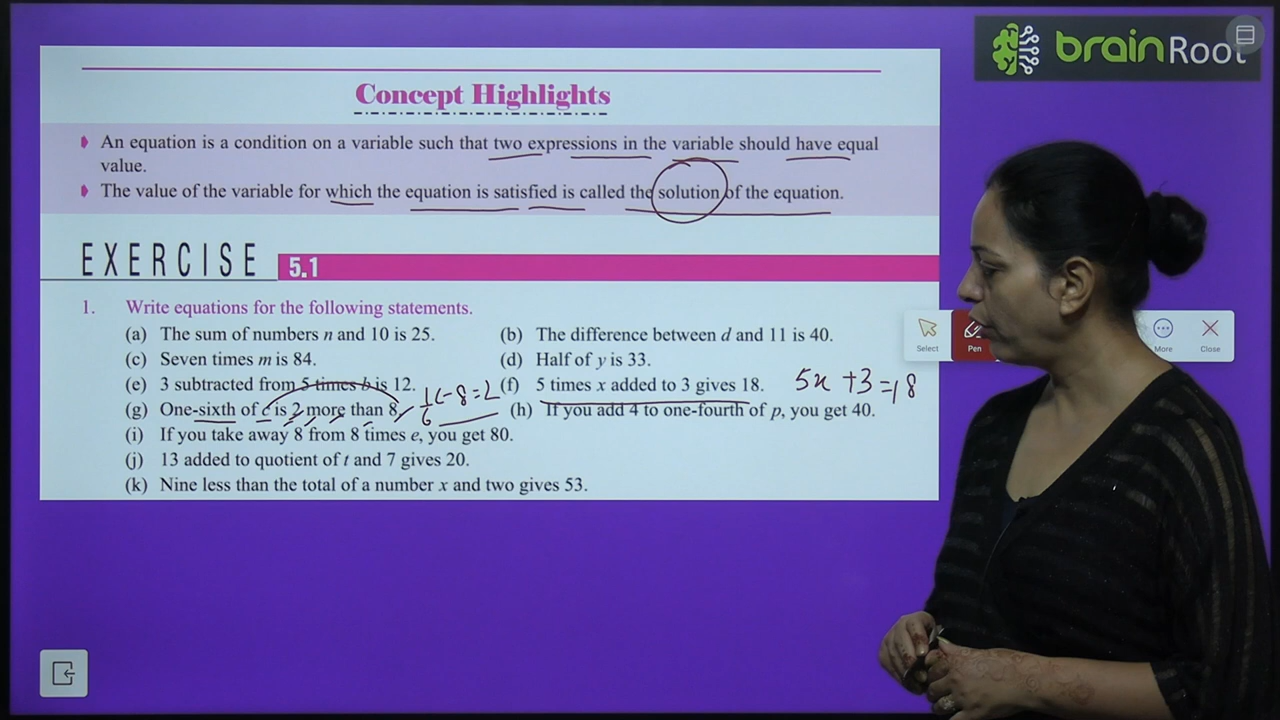 brainRoot
Concept Highlights
An equation is a condition on a variable such that two expressions in the variable should have equal
value.
The value of the variable for which the equation is satisfied is called the solution of the equation.
EXERCISE 5.1
1. Write equations for the following statements.
(a) The sum of numbers n and 10 is 25. (b) The difference between d and 11 is 40.
(c) Seven times m is 84. (d) Half of y is 33.
(e) 3 subtracted from 5 times b is 12. (f) 5 times x added to 3 gives 18. 5x + 3 = 18
(g) One-sixth of c is 2 more than 8. 1/6 c - 8 = 2 (h) If you add 4 to one-fourth of p, you get 40.
(i) If you take away 8 from 8 times e, you get 80.
(j) 13 added to quotient of t and 7 gives 20.
(k) Nine less than the total of a number x and two gives 53.
Select Pen More Close